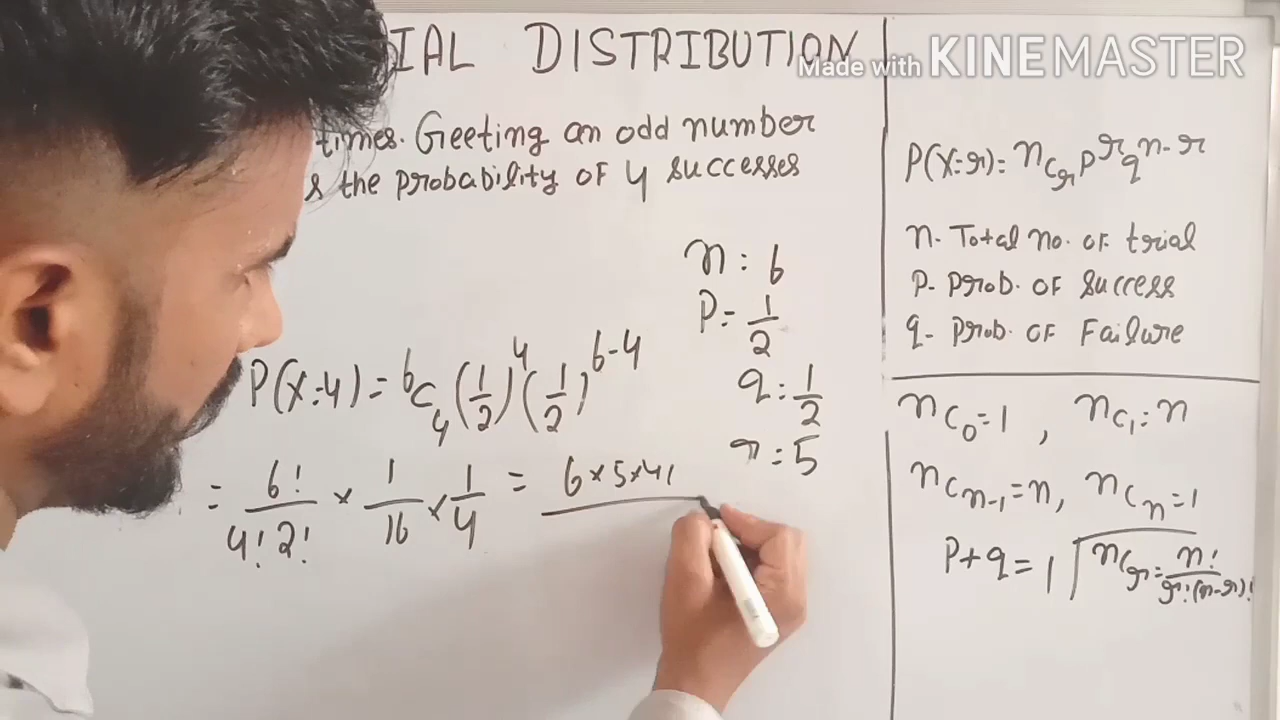 IAL DISTRIBUTION
Made with KINEMASTER
times. Geeting an odd number
s the probability of 4 successes
n = 6
P = 1/2
q = 1/2
r = 5
P(X=4) = 6C4 (1/2)^4 (1/2)^6-4
= 6!/4!2! × 1/16 × 1/4 = 6×5×4!
P(X=r) = nCr p^r q^n-r
n- Total no. of trial
P- Prob. of success
q- Prob. of Failure
nC0=1, nC1=n
nCn-1=n, nCn=1
P+q=1 nCr=n!/r!(n-r)!